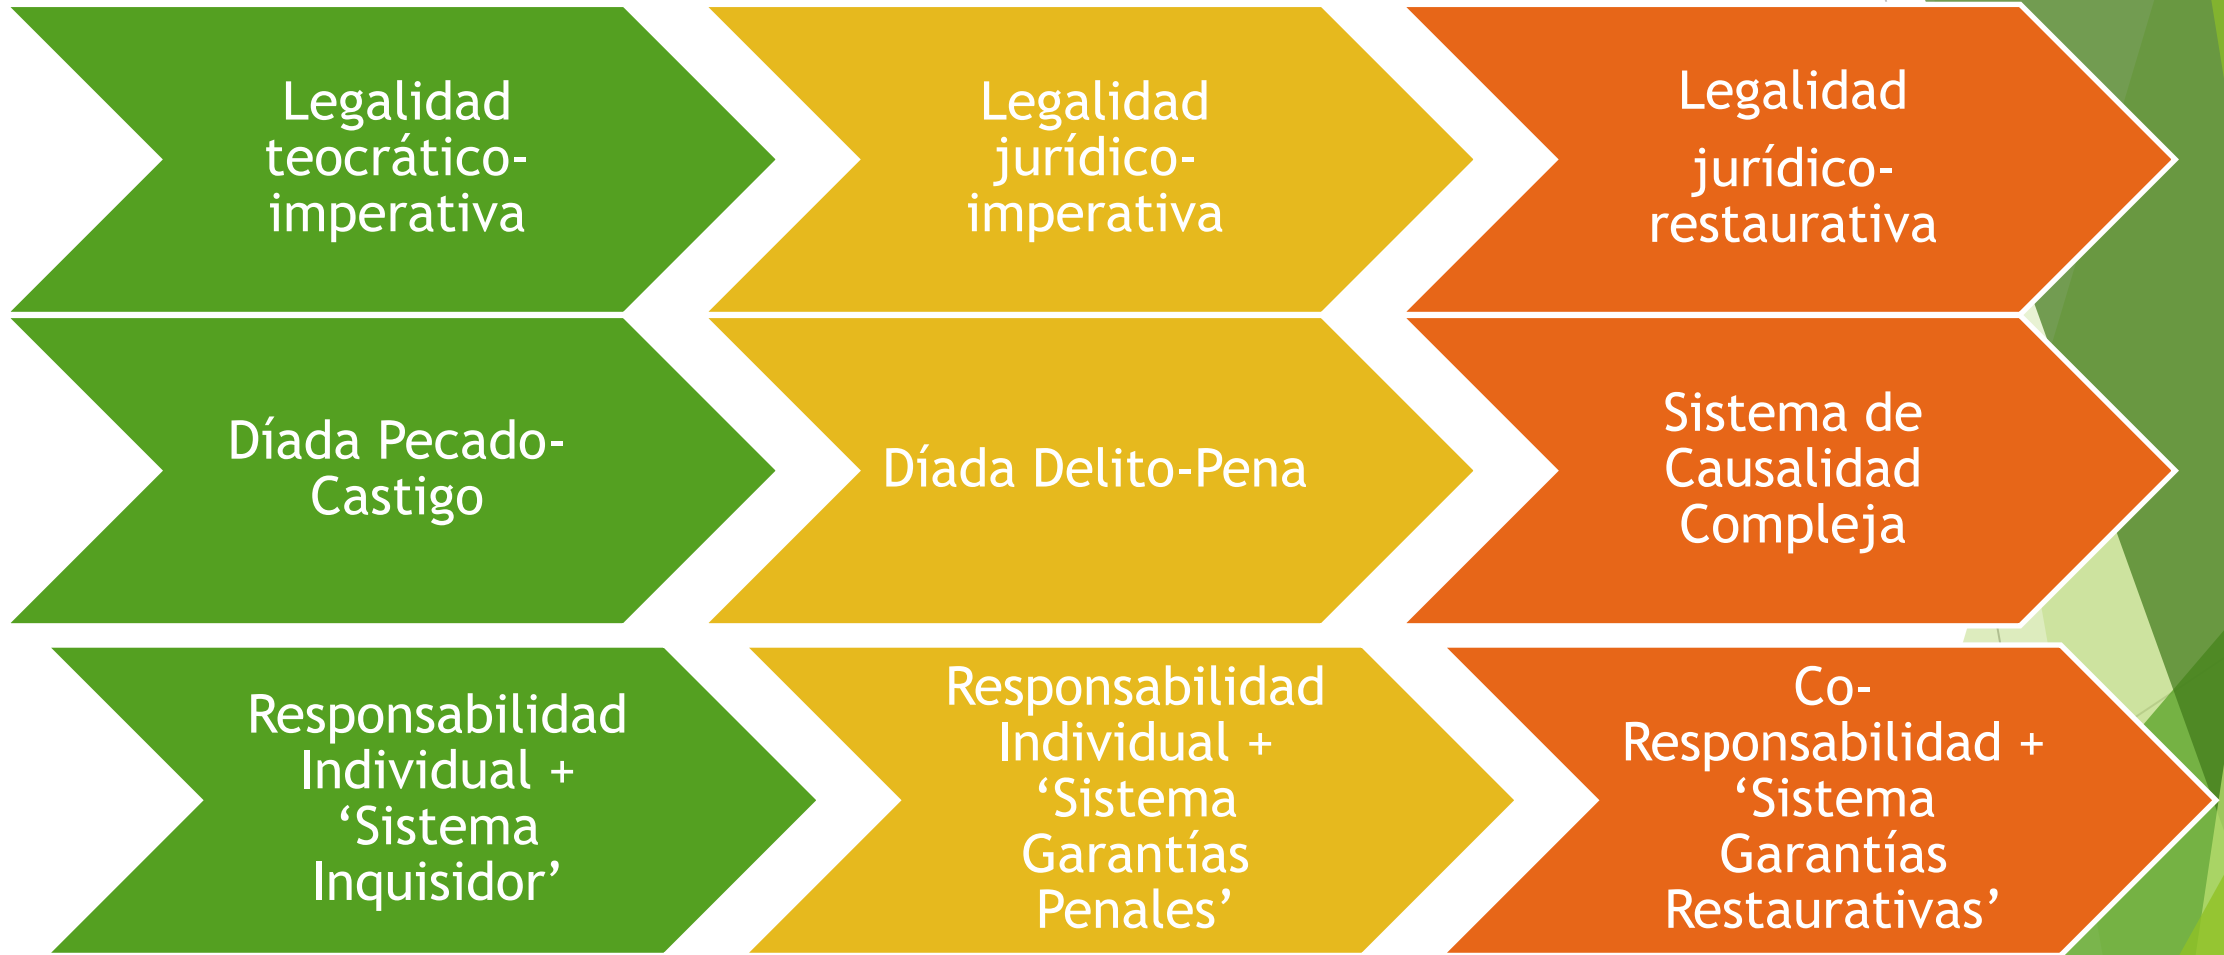 Legalidad
teocrático-
imperativa
Legalidad
jurídico-
imperativa
Legalidad
jurídico-
restaurativa
Díada Pecado-
Castigo
Díada Delito-Pena
Sistema de
Causalidad
Compleja
Responsabilidad
Individual +
‘Sistema
Inquisidor’
Responsabilidad
Individual +
‘Sistema
Garantías
Penales’
Co-
Responsabilidad +
‘Sistema
Garantías
Restaurativas’